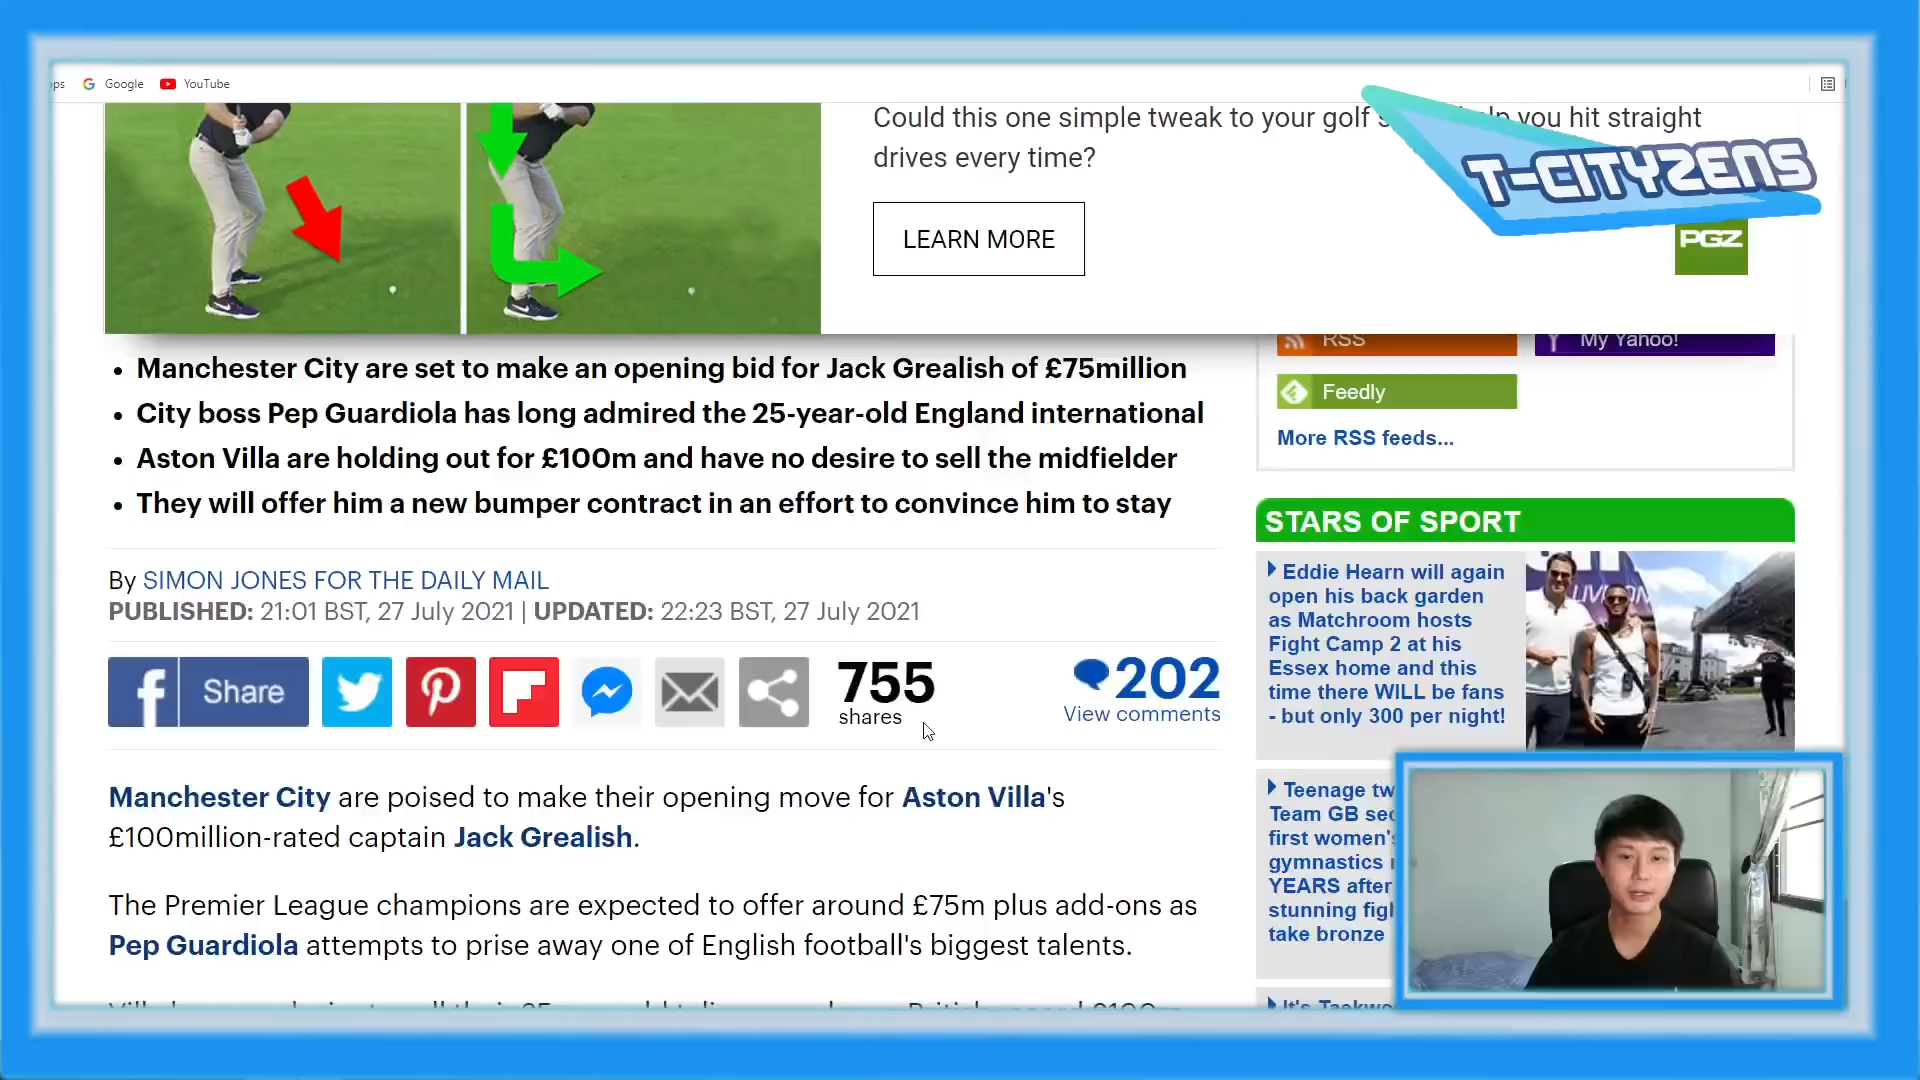 Google YouTube
Could this one simple tweak to your golf
you hit straight
drives every time?
LEARN MORE
T-CITYZENS
PGZ
Manchester City are set to make an opening bid for Jack Grealish of £75million
City boss Pep Guardiola has long admired the 25-year-old England international
Aston Villa are holding out for £100m and have no desire to sell the midfielder
They will offer him a new bumper contract in an effort to convince him to stay
By SIMON JONES FOR THE DAILY MAIL
PUBLISHED: 21:01 BST, 27 July 2021 | UPDATED: 22:23 BST, 27 July 2021
Share
755
shares
202
View comments
Manchester City are poised to make their opening move for Aston Villa's
£100million-rated captain Jack Grealish.
The Premier League champions are expected to offer around £75m plus add-ons as
Pep Guardiola attempts to prise away one of English football's biggest talents.
RSS
My Yahoo!
Feedly
More RSS feeds...
STARS OF SPORT
Eddie Hearn will again
open his back garden
as Matchroom hosts
Fight Camp 2 at his
Essex home and this
time there WILL be fans
- but only 300 per night!
Teenage
Team GB
first women's
gymnastics
YEARS after
stunning
take bronze
It's